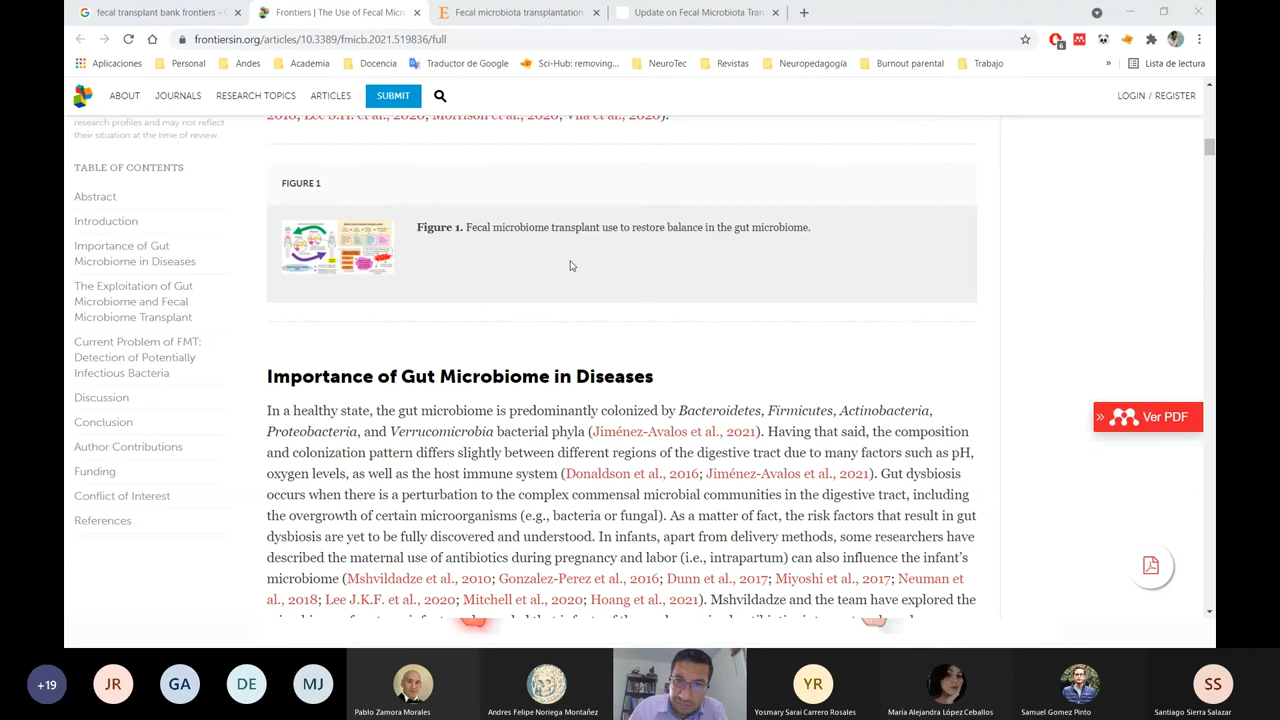 fecal transplant bank frontiers -
Frontiers | The Use of Fecal Micr
Fecal microbiota transplantation
Update on Fecal Microbiota Tran
frontiersin.org/articles/10.3389/fmicb.2021.519836/full
6
Aplicaciones
Personal
Andes
Academia
Docencia
Traductor de Google
Sci-Hub: removing...
NeuroTec
Revistas
Neuropedagogía
Burnout parental
Trabajo
»
Lista de lectura
ABOUT
JOURNALS
RESEARCH TOPICS
ARTICLES
SUBMIT
LOGIN / REGISTER
research profiles and may not reflect
their situation at the time of review.
TABLE OF CONTENTS
Abstract
Introduction
Importance of Gut
Microbiome in Diseases
The Exploitation of Gut
Microbiome and Fecal
Microbiome Transplant
Current Problem of FMT:
Detection of Potentially
Infectious Bacteria
Discussion
Conclusion
Author Contributions
Funding
Conflict of Interest
References
2018; Lee S.H. et al., 2020; Morrison et al., 2020; Vila et al., 2020).
FIGURE 1
Figure 1. Fecal microbiome transplant use to restore balance in the gut microbiome.
Importance of Gut Microbiome in Diseases
In a healthy state, the gut microbiome is predominantly colonized by Bacteroidetes, Firmicutes, Actinobacteria,
Proteobacteria, and Verrucomicrobia bacterial phyla (Jiménez-Avalos et al., 2021). Having that said, the composition
and colonization pattern differs slightly between different regions of the digestive tract due to many factors such as pH,
oxygen levels, as well as the host immune system (Donaldson et al., 2016; Jiménez-Avalos et al., 2021). Gut dysbiosis
occurs when there is a perturbation to the complex commensal microbial communities in the digestive tract, including
the overgrowth of certain microorganisms (e.g., bacteria or fungal). As a matter of fact, the risk factors that result in gut
dysbiosis are yet to be fully discovered and understood. In infants, apart from delivery methods, some researchers have
described the maternal use of antibiotics during pregnancy and labor (i.e., intrapartum) can also influence the infant's
microbiome (Mshvildadze et al., 2010; Gonzalez-Perez et al., 2016; Dunn et al., 2017; Miyoshi et al., 2017; Neuman et
al., 2018; Lee J.K.F. et al., 2020; Mitchell et al., 2020; Hoang et al., 2021). Mshvildadze and the team have explored the
» Ver PDF
+19
JR
GA
DE
MJ
Pablo Zamora Morales
Andres Felipe Noriega Montañez
YR
Yosmary Sarai Carrero Rosales
María Alejandra López Ceballos
Samuel Gomez Pinto
SS
Santiago Sierra Salazar